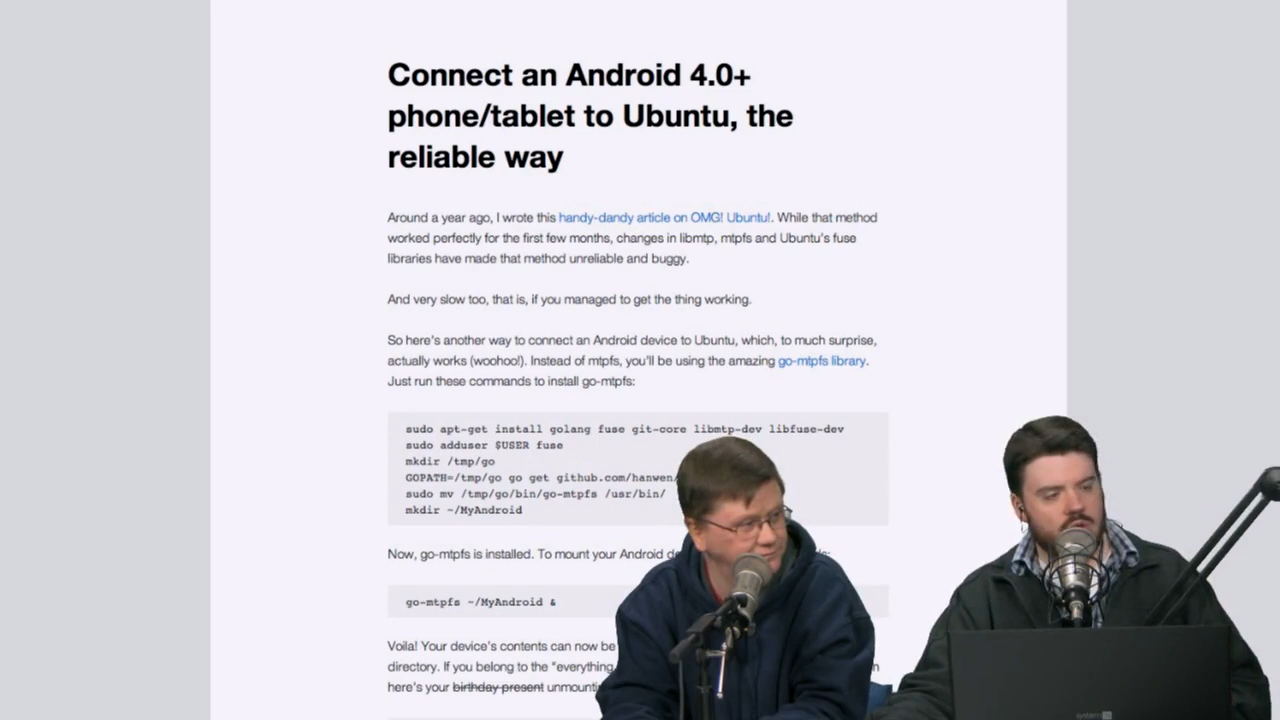 Connect an Android 4.0+
phone/tablet to Ubuntu, the
reliable way
Around a year ago, I wrote this handy-dandy article on OMG! Ubuntu!. While that method
worked perfectly for the first few months, changes in libmtp, mtpfs and Ubuntu's fuse
libraries have made that method unreliable and buggy.
And very slow too, that is, if you managed to get the thing working.
So here's another way to connect an Android device to Ubuntu, which, to much surprise,
actually works (woohoo!). Instead of mtpfs, you'll be using the amazing go-mtpfs library.
Just run these commands to install go-mtpfs:
sudo apt-get install golang fuse git-core libmtp-dev libfuse-dev
sudo adduser $USER fuse
mkdir /tmp/go
GOPATH=/tmp/go go get github.com/hanwen/
sudo mv /tmp/go/bin/go-mtpfs /usr/bin/
mkdir ~/MyAndroid
Now, go-mtpfs is installed. To mount your Android
go-mtpfs ~/MyAndroid &
Voila! Your device's contents can now be
directory. If you belong to the "everything
here's your birthday present